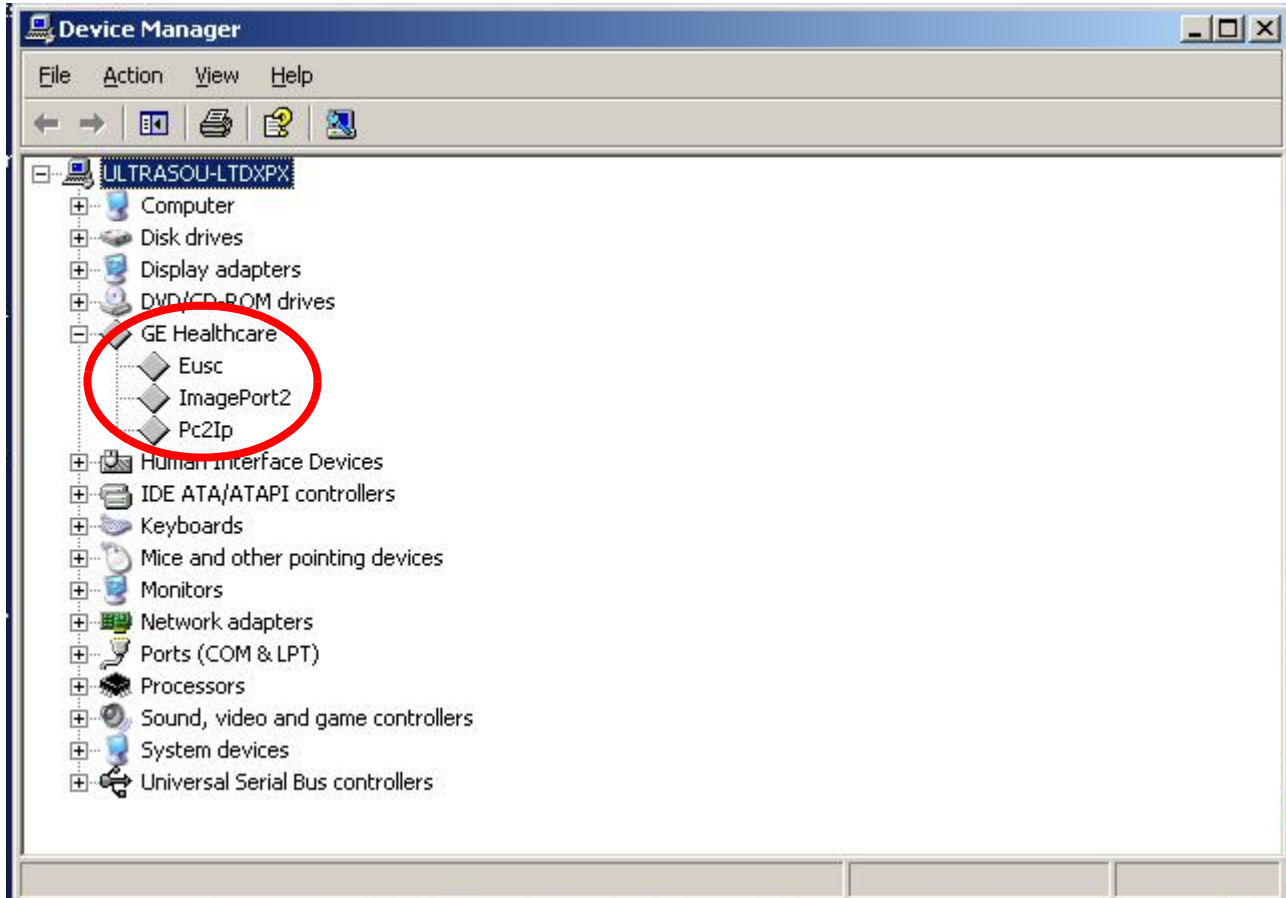 Device Manager
File Action View Help
ULTRASOU-LTDXPX
Computer
Disk drives
Display adapters
DVD/CD-ROM drives
GE Healthcare
Eusc
ImagePort2
Pc2Ip
Human Interface Devices
IDE ATA/ATAPI controllers
Keyboards
Mice and other pointing devices
Monitors
Network adapters
Ports (COM & LPT)
Processors
Sound, video and game controllers
System devices
Universal Serial Bus controllers